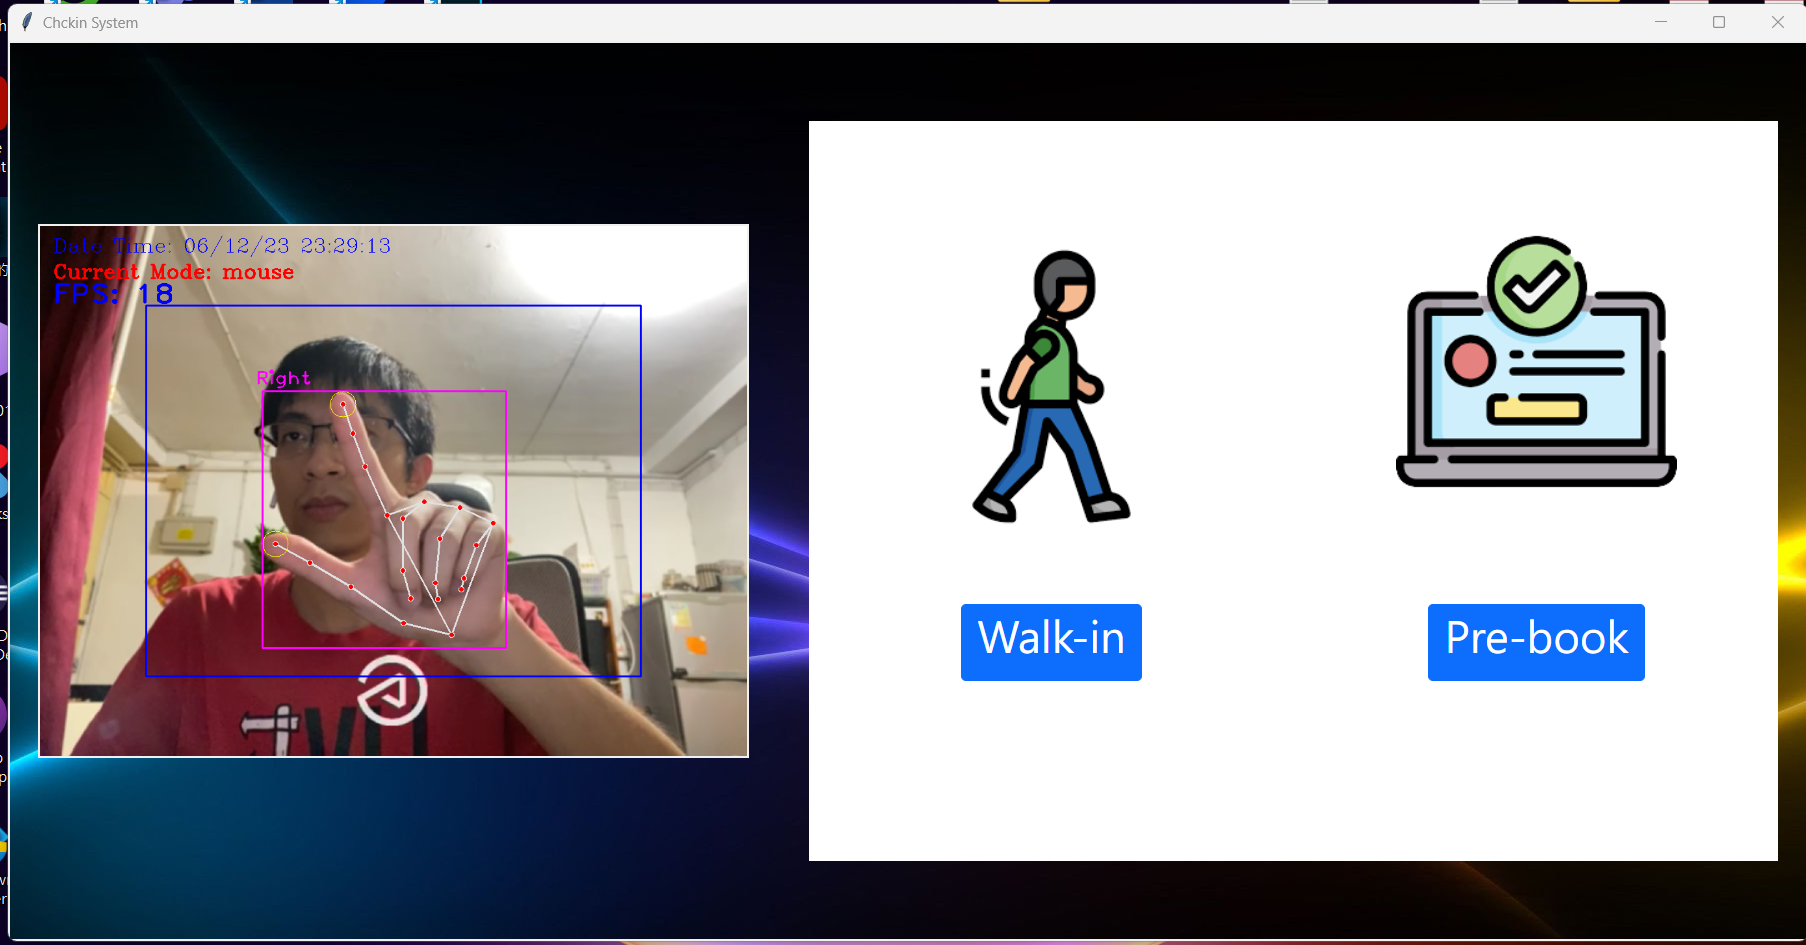 Chckin System
Date Time: 06/12/23 23:29:13
Current Mode: mouse
FPS: 18
Right
Walk-in
Pre-book